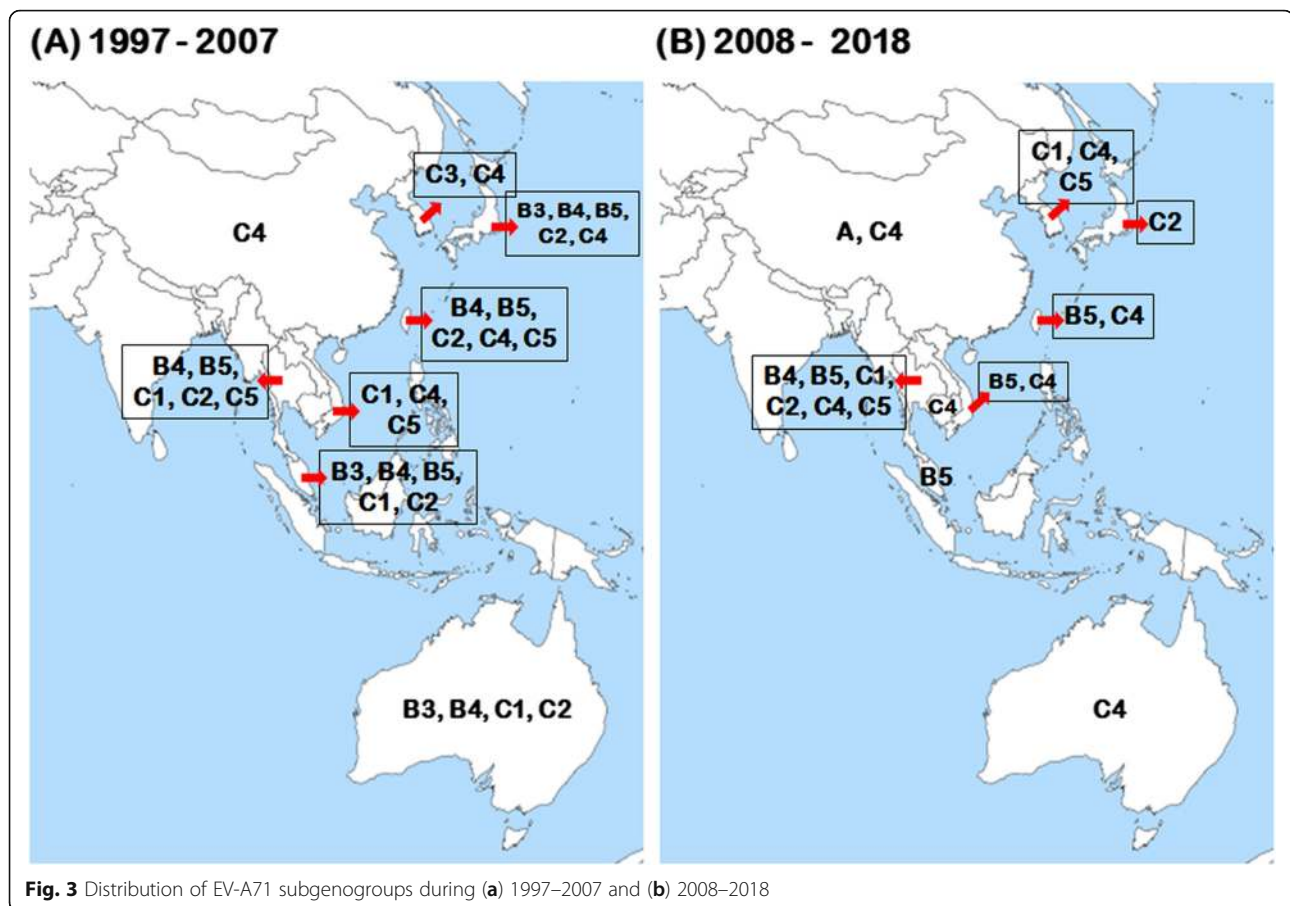 (A) 1997-2007
C3, C4
B3, B4, B5,
C2, C4
C4
B4, B5,
C2, C4, C5
B4, B5,
C1, C2, C5
C1, C4,
C5
B3, B4, B5,
C1, C2
B3, B4, C1, C2
(B) 2008- 2018
C1, C4,
C5
C2
A, C4
B5, C4
B4, B5, C1,
C2, C4, C5
B5, C4
C4
B5
C4
Fig. 3 Distribution of EV-A71 subgenogroups during (a) 1997–2007 and (b) 2008–2018